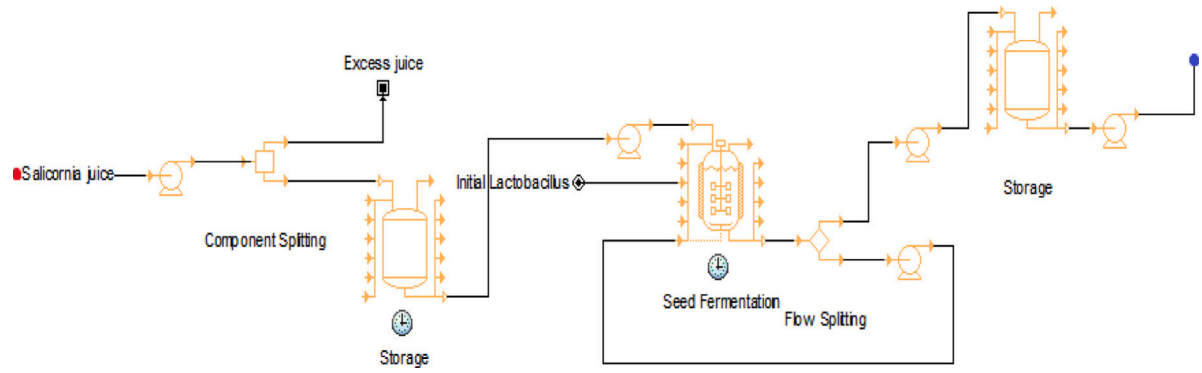 Excess juice
Salicornia juice
Component Splitting
Storage
Initial Lactobacillus
Seed Fermentation
Flow Splitting
Storage